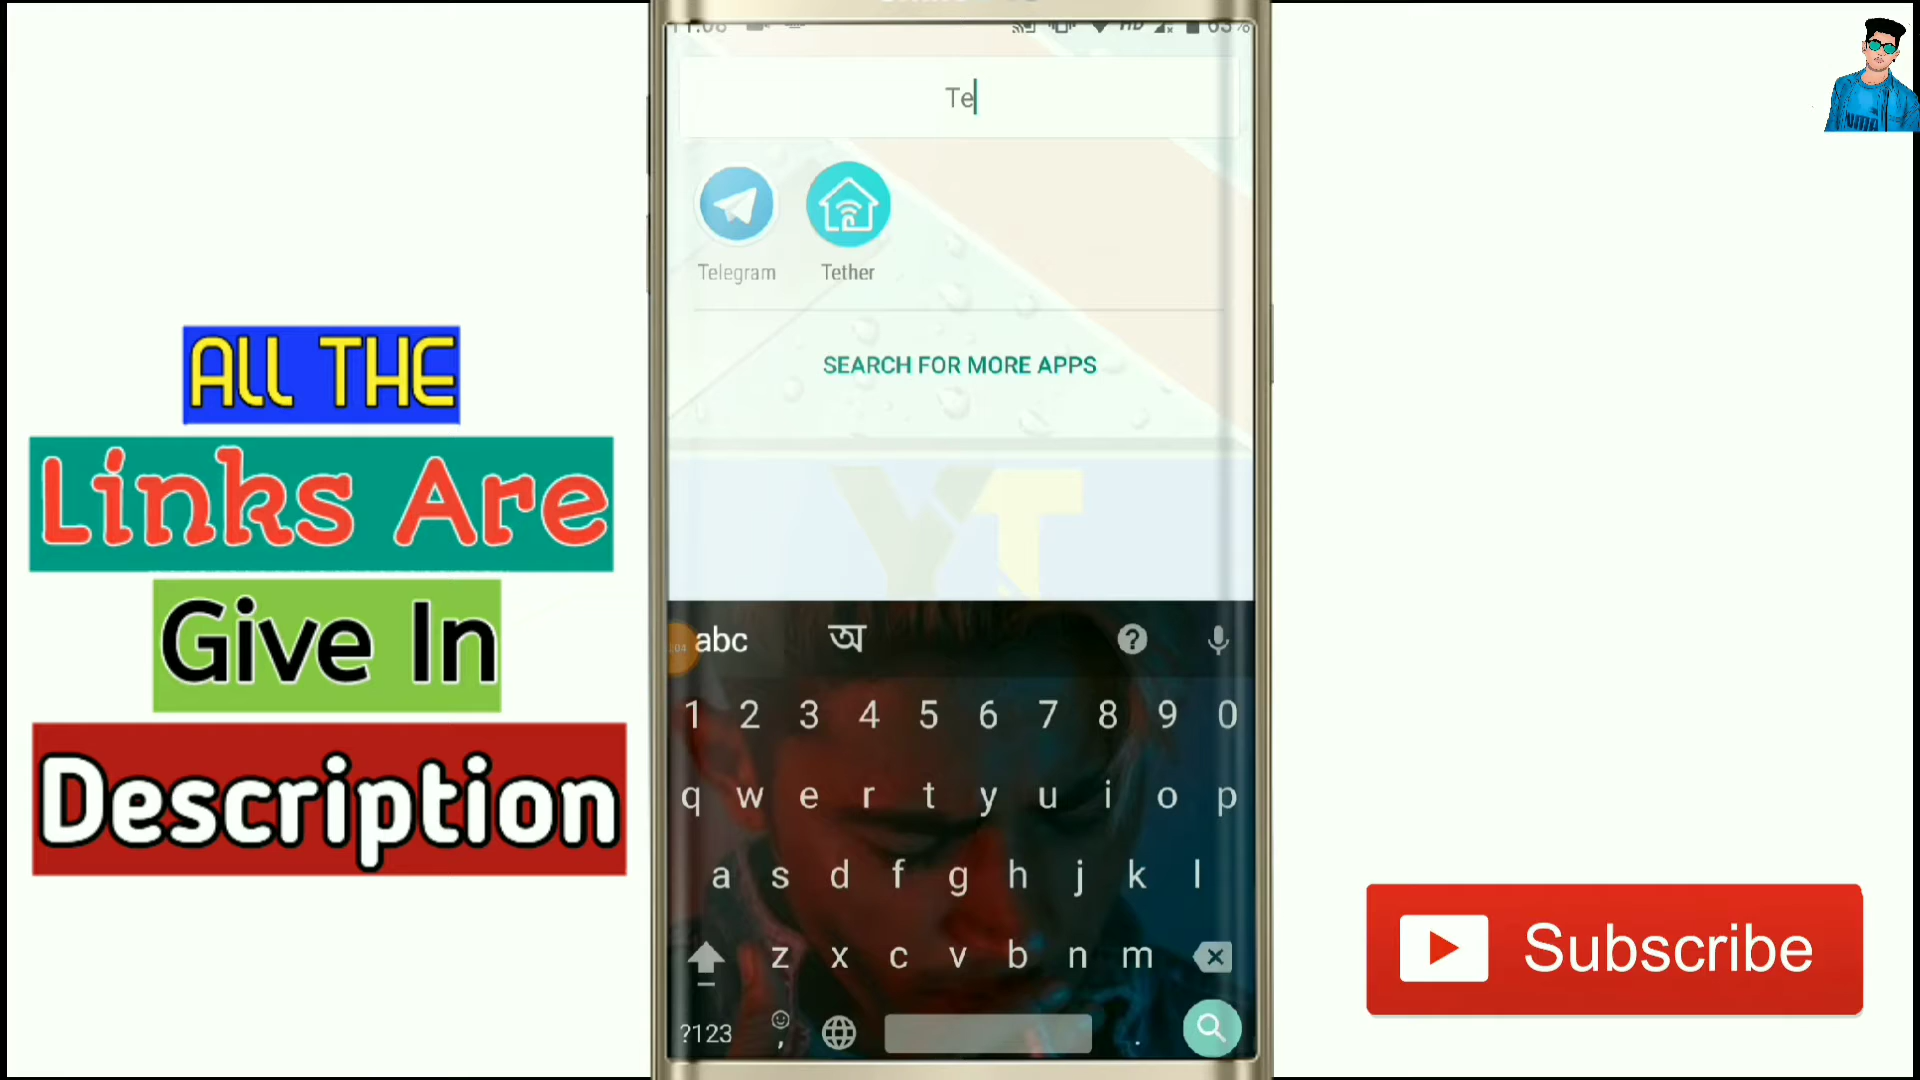 Te
Telegram Tether
SEARCH FOR MORE APPS
YT
ALL THE
Links Are
Give In
Description
abc অ
1 2 3 4 5 6 7 8 9 0
q w e r t y u i o p
a s d f g h j k l
z x c v b n m
?123 , .
Subscribe